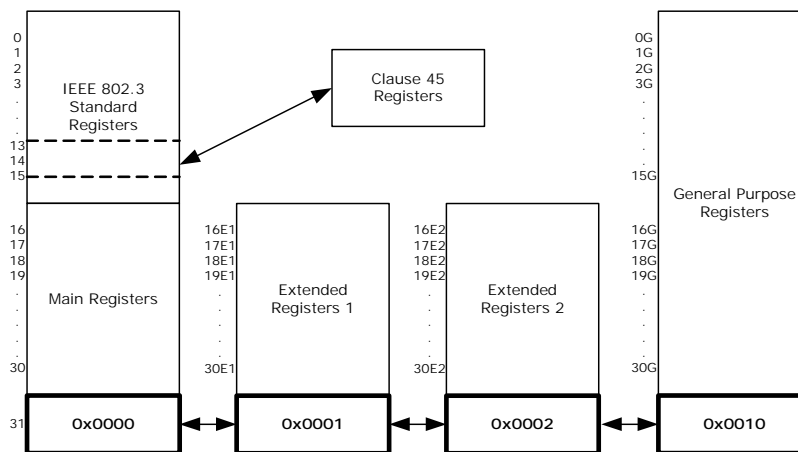 0
1
2
3
.
.
.
13
14
15
IEEE 802.3
Standard
Registers
Clause 45
Registers
16
17
18
19
.
.
.
.
.
30
Main Registers
16E1
17E1
18E1
19E1
.
.
.
.
.
30E1
Extended
Registers 1
16E2
17E2
18E2
19E2
.
.
.
.
.
30E2
Extended
Registers 2
0G
1G
2G
3G
.
.
.
.
.
15G
16G
17G
18G
19G
.
.
.
.
.
30G
General Purpose
Registers
31
0x0000
0x0001
0x0002
0x0010